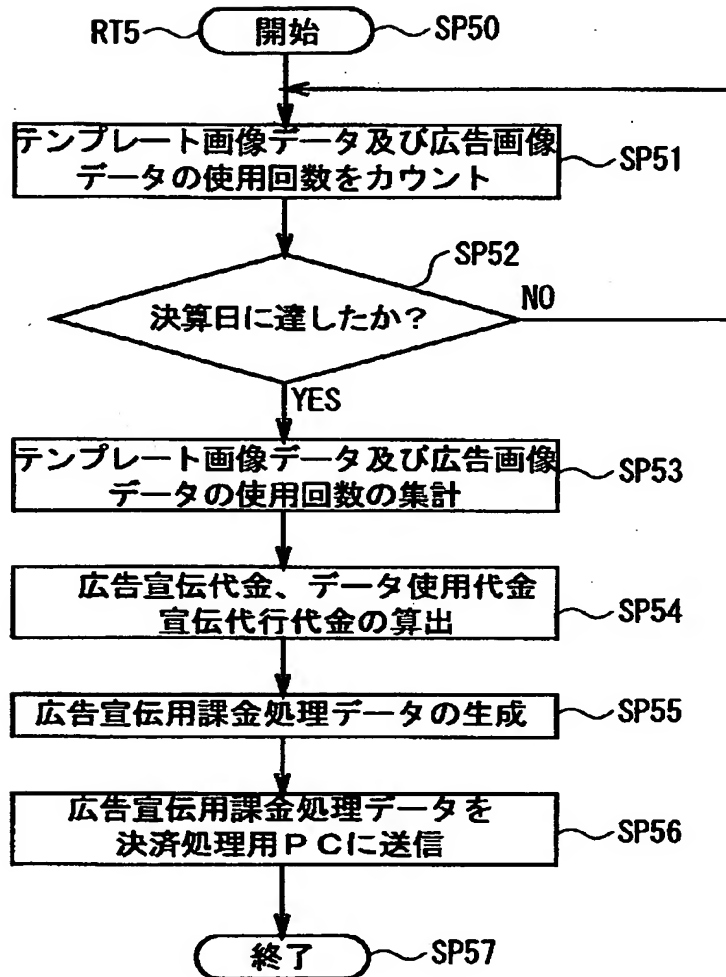 RT5 開始 SP50
テンプレート画像データ及び広告画像
データの使用回数をカウント
SP51
SP52
決算日に達したか?
NO
YES
テンプレート画像データ及び広告画像
データの使用回数の集計
SP53
広告宣伝代金、データ使用代金
宣伝代行代金の算出
SP54
広告宣伝用課金処理データの生成
SP55
広告宣伝用課金処理データを
決済処理用PCに送信
SP56
終了 SP57